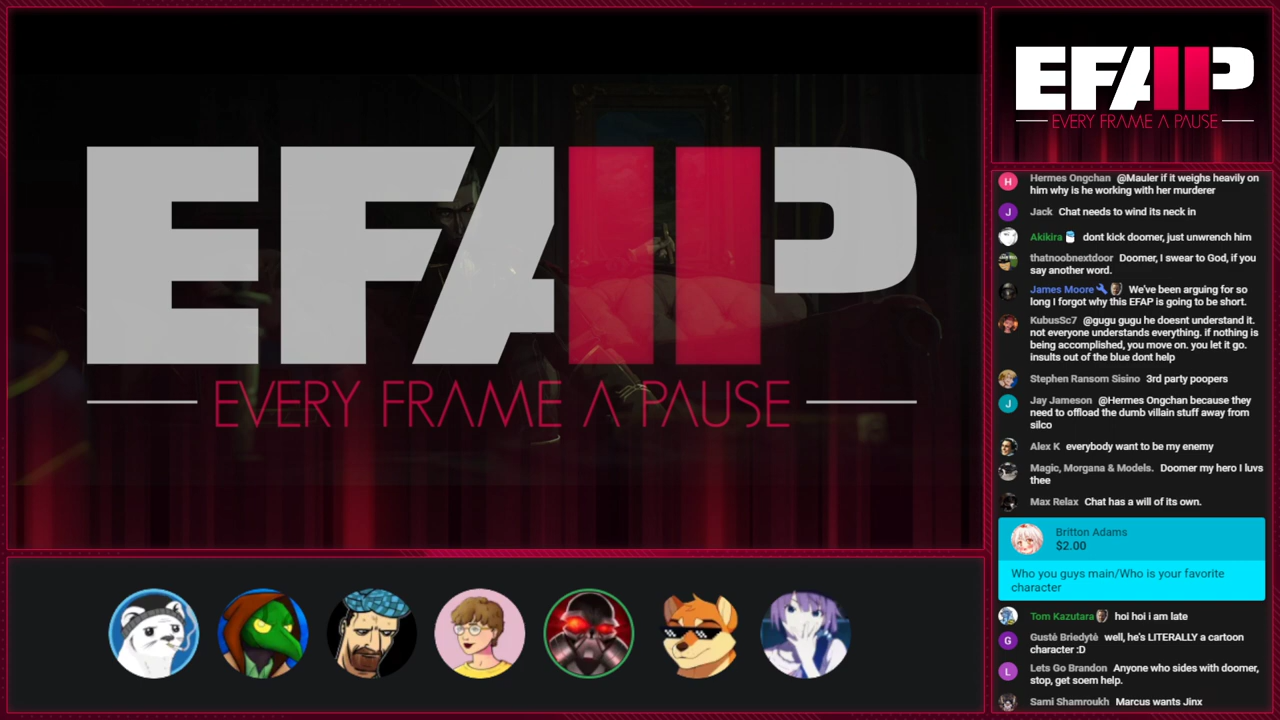 EFAP
EVERY FRAME A PAUSE
EFAP
EVERY FRAME A PAUSE
H
Hermes Ongchan @Mauler if it weighs heavily on
him why is he working with her murderer
J
Jack Chat needs to wind its neck in
Akikira dont kick doomer, just unwrench him
thatnoobnextdoor Doomer, I swear to God, if you
say another word.
James Moore We've been arguing for so
long I forgot why this EFAP is going to be short.
KubusSc7 @gugu gugu he doesnt understand it.
not everyone understands everything. if nothing is
being accomplished, you move on. you let it go.
insults out of the blue dont help
Stephen Ransom Sisino 3rd party poopers
J
Jay Jameson @Hermes Ongchan because they
need to offload the dumb villain stuff away from
silco
Alex K everybody want to be my enemy
Magic, Morgana & Models. Doomer my hero I luvs
thee
Max Relax Chat has a will of its own.
Britton Adams
$2.00
Who you guys main/Who is your favorite
character
Tom Kazutara hoi hoi i am late
G
Gustė Briedytė well, he's LITERALLY a cartoon
character :D
L
Lets Go Brandon Anyone who sides with doomer,
stop, get soem help.
Sami Shamroukh Marcus wants Jinx